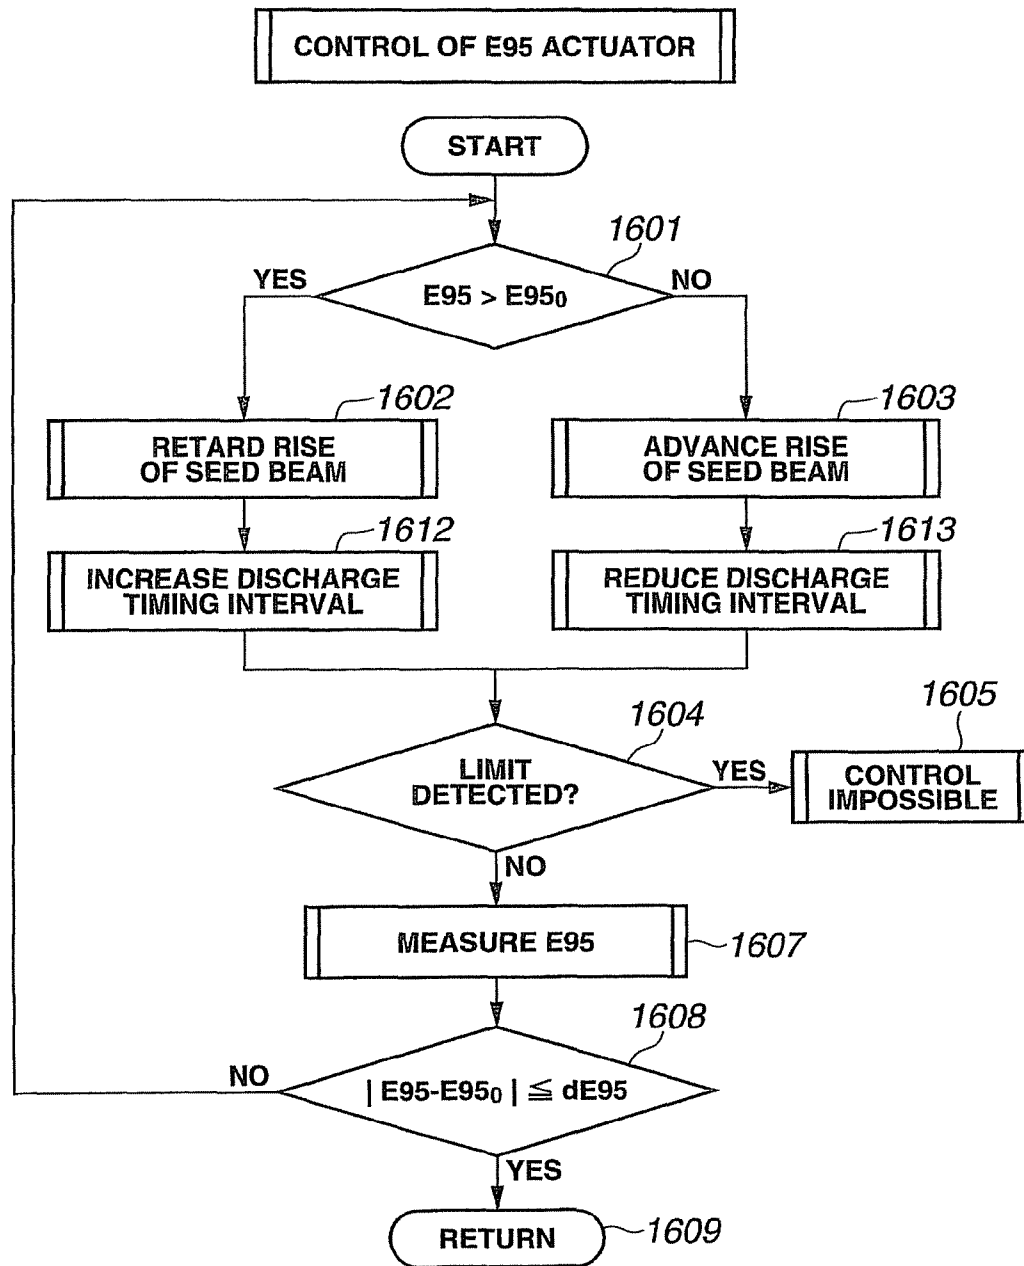 CONTROL OF E95 ACTUATOR
START
1601
YES
NO
E95 > E95₀
1602
1603
RETARD RISE
OF SEED BEAM
ADVANCE RISE
OF SEED BEAM
1612
1613
INCREASE DISCHARGE
TIMING INTERVAL
REDUCE DISCHARGE
TIMING INTERVAL
1604
1605
LIMIT
DETECTED?
YES
CONTROL
IMPOSSIBLE
NO
MEASURE E95
1607
1608
NO
| E95-E95₀ | ≦ dE95
YES
RETURN
1609